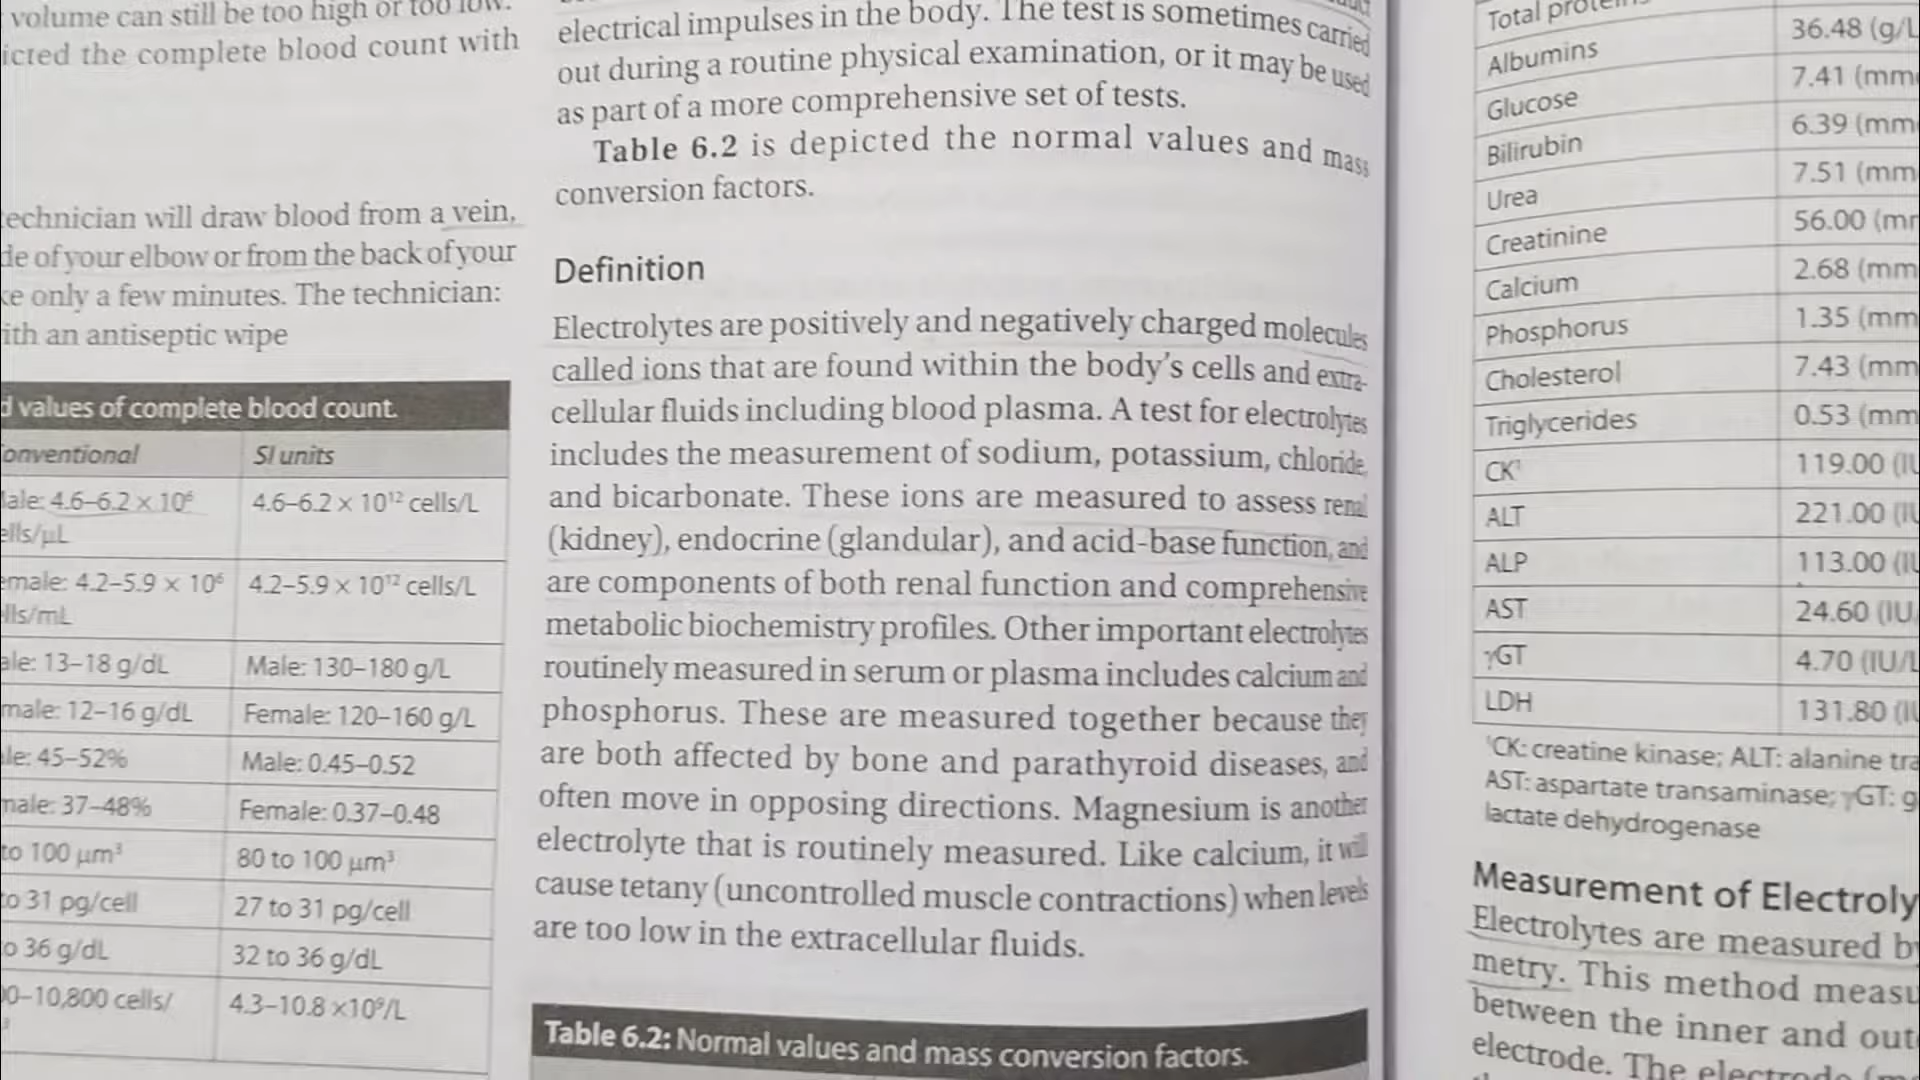 volume can still be too high or too low.
icted the complete blood count with
echnician will draw blood from a vein,
de of your elbow or from the back of your
ke only a few minutes. The technician:
ith an antiseptic wipe
d values of complete blood count.
onventional SI units
ale: 4.6–6.2 × 10⁶ 4.6–6.2 × 10¹² cells/L
ells/μL
emale: 4.2–5.9 × 10⁶ 4.2–5.9 × 10¹² cells/L
lls/mL
ale: 13–18 g/dL Male: 130–180 g/L
male: 12–16 g/dL Female: 120–160 g/L
ale: 45–52% Male: 0.45–0.52
male: 37–48% Female: 0.37–0.48
to 100 μm³ 80 to 100 μm³
to 31 pg/cell 27 to 31 pg/cell
to 36 g/dL 32 to 36 g/dL
00–10,800 cells/ 4.3–10.8 ×10⁹/L
electrical impulses in the body. The test is sometimes carried
out during a routine physical examination, or it may be used
as part of a more comprehensive set of tests.
Table 6.2 is depicted the normal values and mass
conversion factors.
Definition
Electrolytes are positively and negatively charged molecules
called ions that are found within the body's cells and extra-
cellular fluids including blood plasma. A test for electrolytes
includes the measurement of sodium, potassium, chloride,
and bicarbonate. These ions are measured to assess renal
(kidney), endocrine (glandular), and acid-base function, and
are components of both renal function and comprehensive
metabolic biochemistry profiles. Other important electrolytes
routinely measured in serum or plasma includes calcium and
phosphorus. These are measured together because they
are both affected by bone and parathyroid diseases, and
often move in opposing directions. Magnesium is another
electrolyte that is routinely measured. Like calcium, it will
cause tetany (uncontrolled muscle contractions) when levels
are too low in the extracellular fluids.
Table 6.2: Normal values and mass conversion factors.
Total proteins
Albumins 36.48 (g/L
Glucose 7.41 (mm
Bilirubin 6.39 (mm
Urea 7.51 (mm
Creatinine 56.00 (mr
Calcium 2.68 (mm
Phosphorus 1.35 (mm
Cholesterol 7.43 (mm
Triglycerides 0.53 (mm
CK¹ 119.00 (IU
ALT 221.00 (IU
ALP 113.00 (IU
AST 24.60 (IU
γGT 4.70 (IU/L
LDH 131.80 (IU
¹CK: creatine kinase; ALT: alanine tra
AST: aspartate transaminase; γGT: g
lactate dehydrogenase
Measurement of Electroly
Electrolytes are measured by
metry. This method measu
between the inner and oute
electrode. The electrode